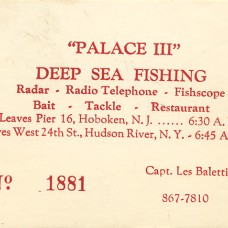 "PALACE III"
DEEP SEA FISHING
Radar - Radio Telephone - Fishscope
Bait - Tackle - Restaurant
Leaves Pier 16, Hoboken, N. J. ...... 6:30 A.
West 24th St., Hudson River, N. Y. - 6:45 A
Nº 1881
Capt. Les Baletti
867-7810